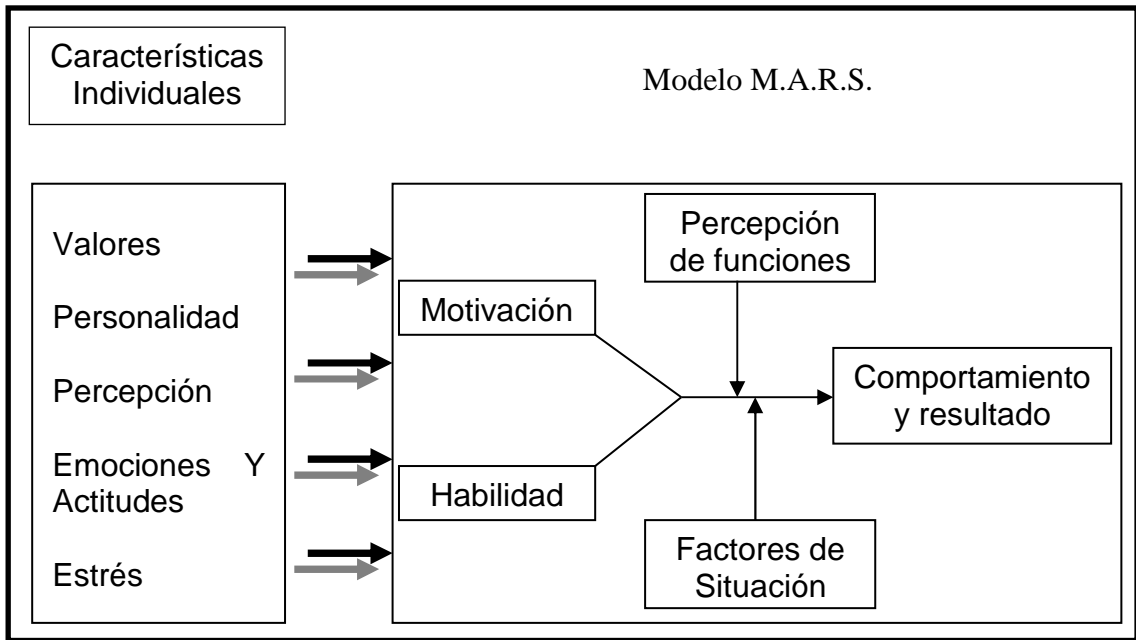 Características
Individuales
Modelo M.A.R.S.
Valores
Personalidad
Percepción
Emociones Y
Actitudes
Estrés
Motivación
Habilidad
Percepción
de funciones
Factores de
Situación
Comportamiento
y resultado